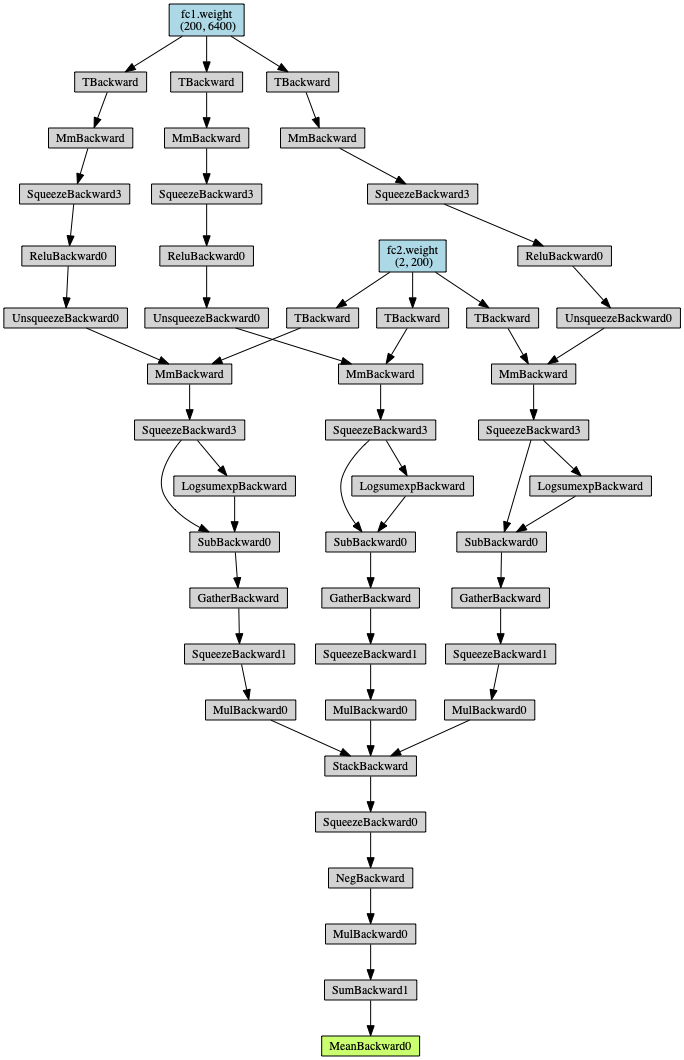 fc1.weight
(200, 6400)
TBackward
TBackward
TBackward
MmBackward
MmBackward
MmBackward
SqueezeBackward3
SqueezeBackward3
SqueezeBackward3
ReluBackward0
ReluBackward0
fc2.weight
(2, 200)
ReluBackward0
UnsqueezeBackward0
UnsqueezeBackward0
TBackward
TBackward
TBackward
UnsqueezeBackward0
MmBackward
MmBackward
MmBackward
SqueezeBackward3
SqueezeBackward3
SqueezeBackward3
LogsumexpBackward
LogsumexpBackward
LogsumexpBackward
SubBackward0
SubBackward0
SubBackward0
GatherBackward
GatherBackward
GatherBackward
SqueezeBackward1
SqueezeBackward1
SqueezeBackward1
MulBackward0
MulBackward0
MulBackward0
StackBackward
SqueezeBackward0
NegBackward
MulBackward0
SumBackward1
MeanBackward0